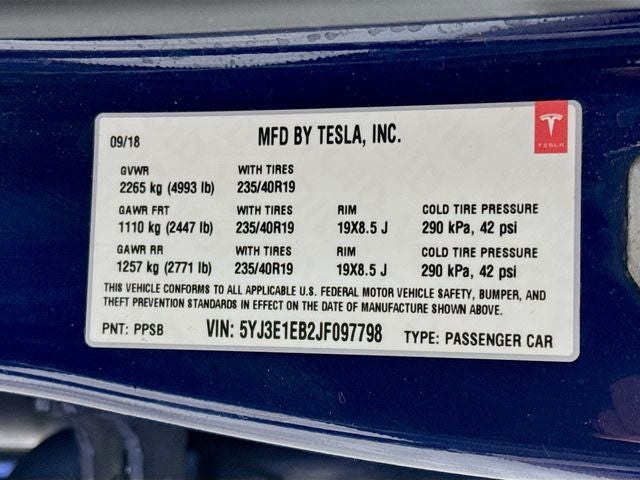 09/18 MFD BY TESLA, INC.
TESLA
GVWR WITH TIRES
2265 kg (4993 lb) 235/40R19
GAWR FRT WITH TIRES RIM COLD TIRE PRESSURE
1110 kg (2447 lb) 235/40R19 19X8.5 J 290 kPa, 42 psi
GAWR RR WITH TIRES RIM COLD TIRE PRESSURE
1257 kg (2771 lb) 235/40R19 19X8.5 J 290 kPa, 42 psi
THIS VEHICLE CONFORMS TO ALL APPLICABLE U.S. FEDERAL MOTOR VEHICLE SAFETY, BUMPER, AND
THEFT PREVENTION STANDARDS IN EFFECT ON THE DATE OF MANUFACTURE SHOWN ABOVE.
PNT: PPSB VIN: 5YJ3E1EB2JF097798 TYPE: PASSENGER CAR